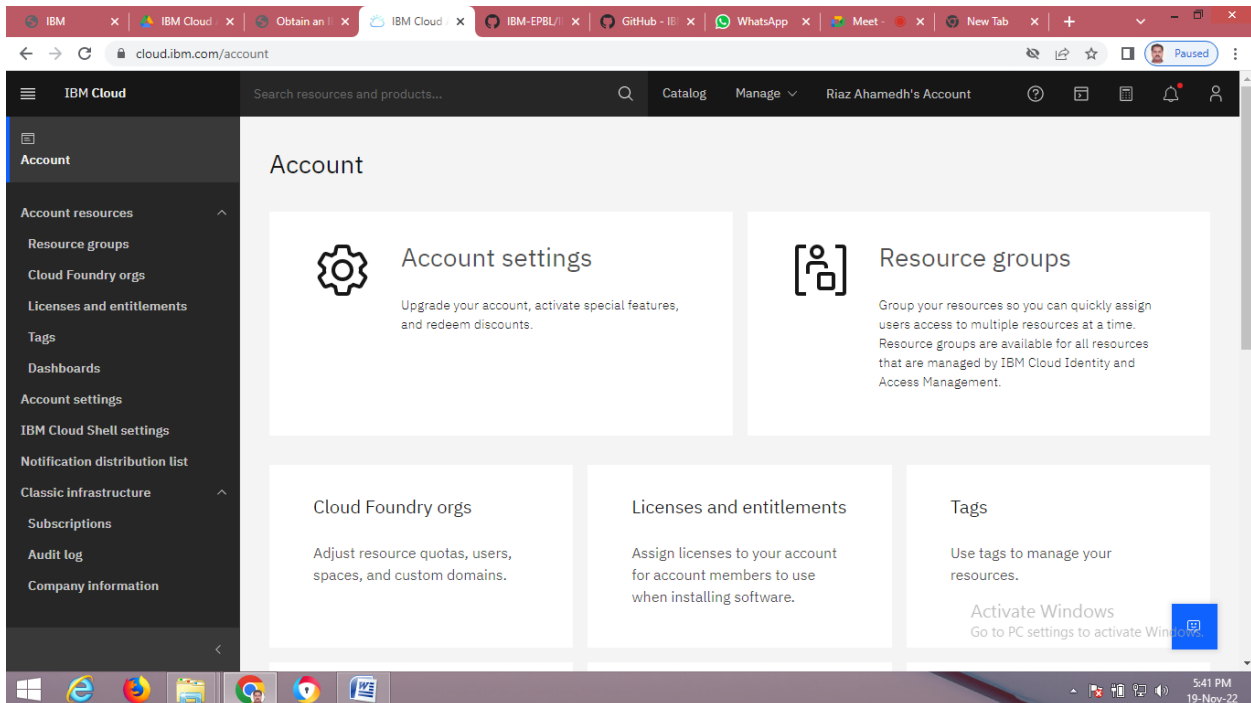 IBM
IBM Cloud
Obtain an I
IBM Cloud
IBM-EPBL/I
GitHub - IB
WhatsApp
Meet -
New Tab
cloud.ibm.com/account
Paused
IBM Cloud
Search resources and products...
Catalog
Manage
Riaz Ahamedh's Account
Account
Account resources
Resource groups
Cloud Foundry orgs
Licenses and entitlements
Tags
Dashboards
Account settings
IBM Cloud Shell settings
Notification distribution list
Classic infrastructure
Subscriptions
Audit log
Company information
Account
Account settings
Upgrade your account, activate special features,
and redeem discounts.
Resource groups
Group your resources so you can quickly assign
users access to multiple resources at a time.
Resource groups are available for all resources
that are managed by IBM Cloud Identity and
Access Management.
Cloud Foundry orgs
Adjust resource quotas, users,
spaces, and custom domains.
Licenses and entitlements
Assign licenses to your account
for account members to use
when installing software.
Tags
Use tags to manage your
resources.
Activate Windows
Go to PC settings to activate Windows.
5:41 PM
19-Nov-22